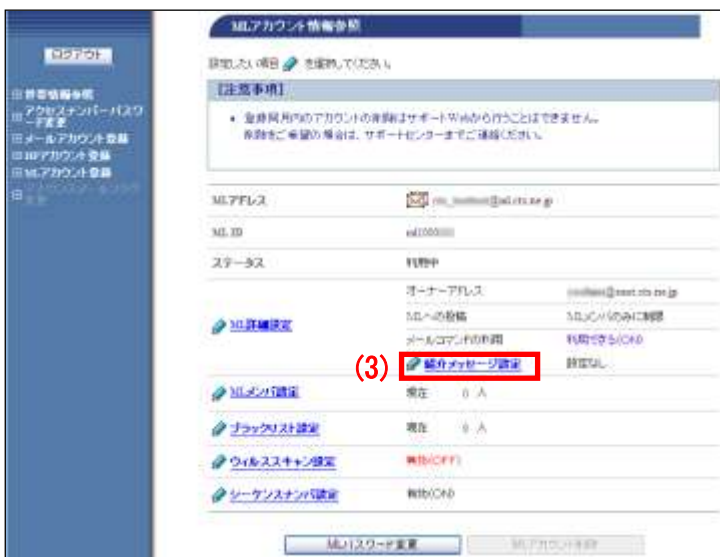 MLアカウント情報参照
ログアウト
設定したい項目 を選択してください。
【注意事項】
• 登録同月内のアカウントの削除はサポートWebから行うことはできません。
削除をご希望の場合は、サポートセンターまでご連絡ください。
アクセスナンバーパスワード変更
メールアカウント登録
HPアカウント登録
MLアカウント登録
MLアドレス
ML ID
ステータス 利用中
オーナーアドレス
ML詳細設定
MLへの投稿 MLメンバのみに制限
メールコマンドの利用 利用できる(ON)
(3) 紹介メッセージ設定 設定なし
MLメンバ設定 現在 0 人
ブラックリスト設定 現在 0 人
ウィルススキャン設定 無効(OFF)
シーケンスナンバ設定 有効(ON)
MLパスワード変更 MLアカウント削除